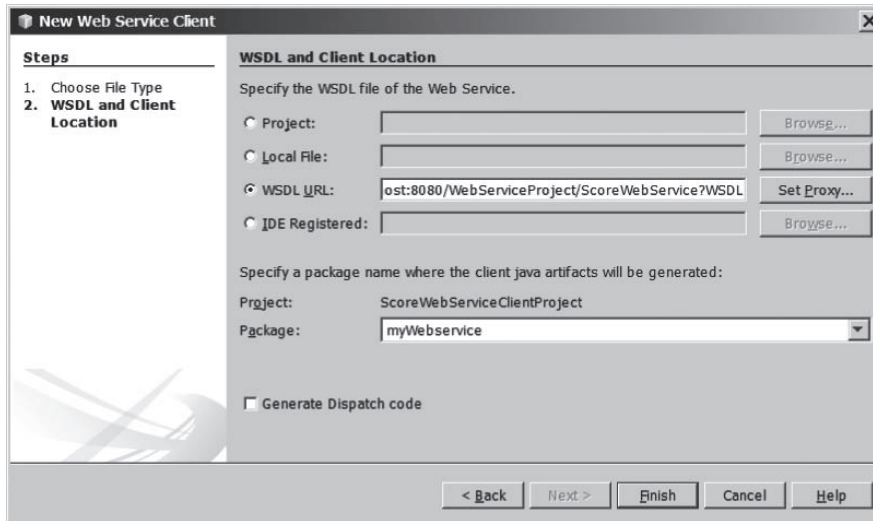 New Web Service Client
Steps
1. Choose File Type
2. WSDL and Client
Location
WSDL and Client Location
Specify the WSDL file of the Web Service.
Project:
Browse...
Local File:
Browse...
WSDL URL:
ost:8080/WebServiceProject/ScoreWebService?WSDL
Set Proxy...
IDE Registered:
Browse...
Specify a package name where the client java artifacts will be generated:
Project: ScoreWebServiceClientProject
Package: myWebservice
Generate Dispatch code
< Back
Next >
Finish
Cancel
Help